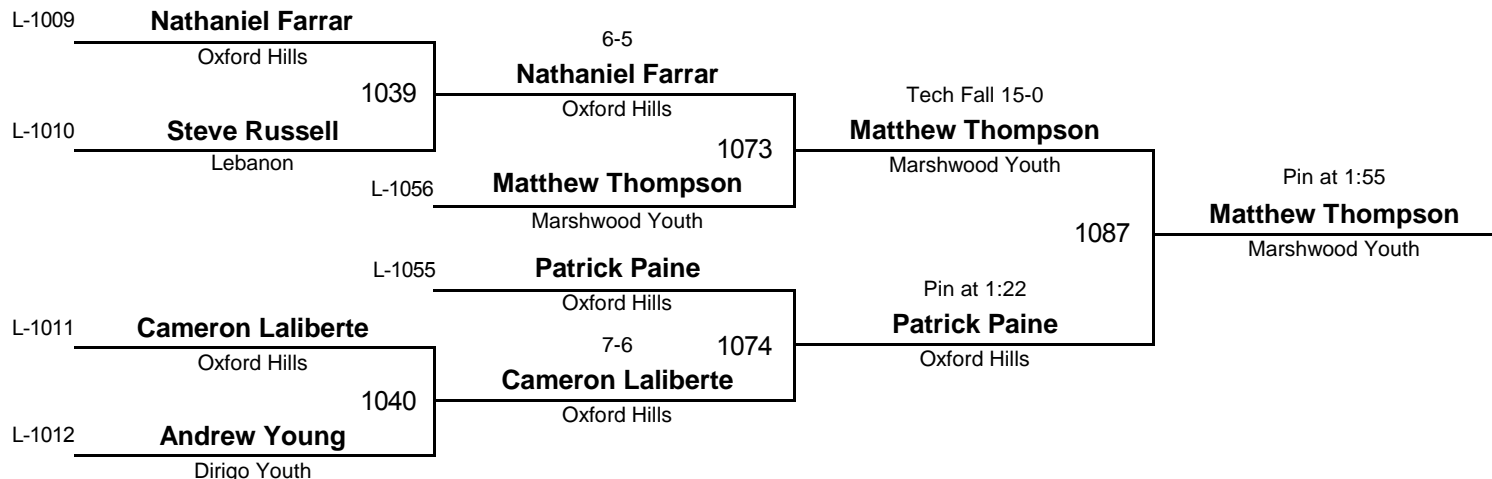 L-1009
Nathaniel Farrar
Oxford Hills
6-5
Nathaniel Farrar
1039
Oxford Hills
Tech Fall 15-0
L-1010
Steve Russell
Matthew Thompson
Lebanon
1073
Marshwood Youth
L-1056
Matthew Thompson
Pin at 1:55
Marshwood Youth
Matthew Thompson
1087
Marshwood Youth
L-1055
Patrick Paine
Oxford Hills
Pin at 1:22
L-1011
Cameron Laliberte
Patrick Paine
Oxford Hills
7-6
1074
Oxford Hills
Cameron Laliberte
1040
Oxford Hills
L-1012
Andrew Young
Dirigo Youth